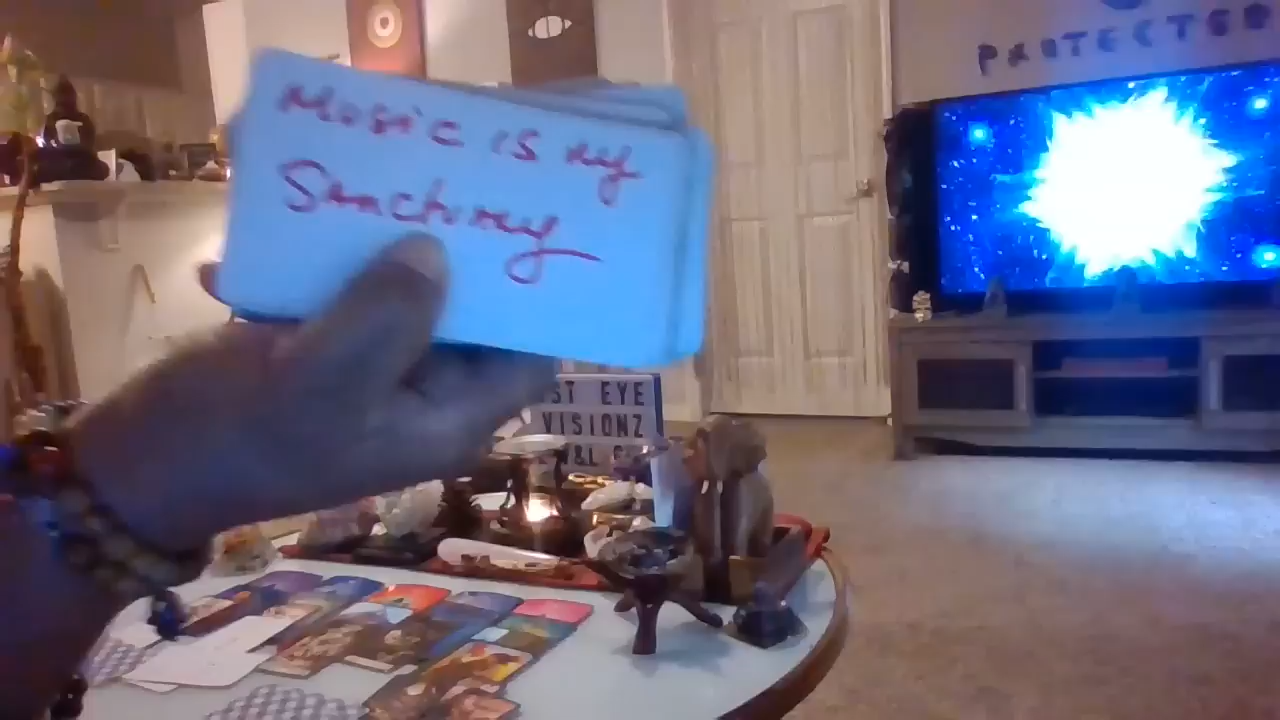 Music is my
Sanctuary
PROTECTED
ST EYE
VISIONZ